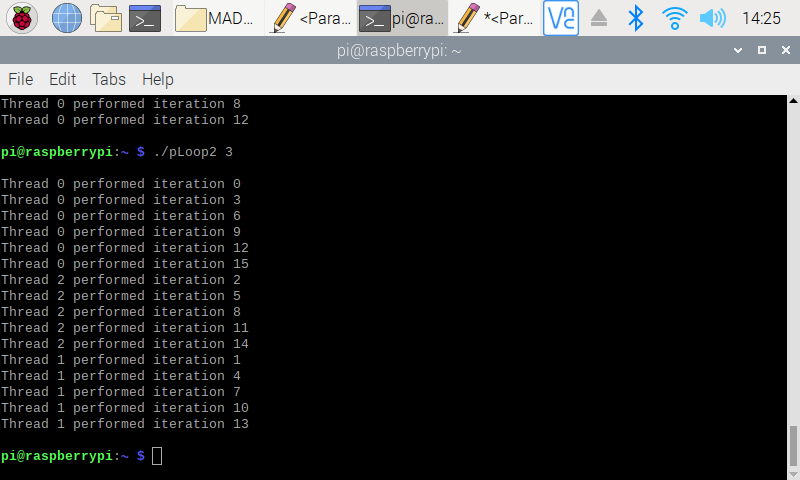 MAD...
<Para...
pi@ra...
*<Par...
14:25
pi@raspberrypi: ~
File Edit Tabs Help
Thread 0 performed iteration 8
Thread 0 performed iteration 12
pi@raspberrypi:~ $ ./pLoop2 3
Thread 0 performed iteration 0
Thread 0 performed iteration 3
Thread 0 performed iteration 6
Thread 0 performed iteration 9
Thread 0 performed iteration 12
Thread 0 performed iteration 15
Thread 2 performed iteration 2
Thread 2 performed iteration 5
Thread 2 performed iteration 8
Thread 2 performed iteration 11
Thread 2 performed iteration 14
Thread 1 performed iteration 1
Thread 1 performed iteration 4
Thread 1 performed iteration 7
Thread 1 performed iteration 10
Thread 1 performed iteration 13
pi@raspberrypi:~ $